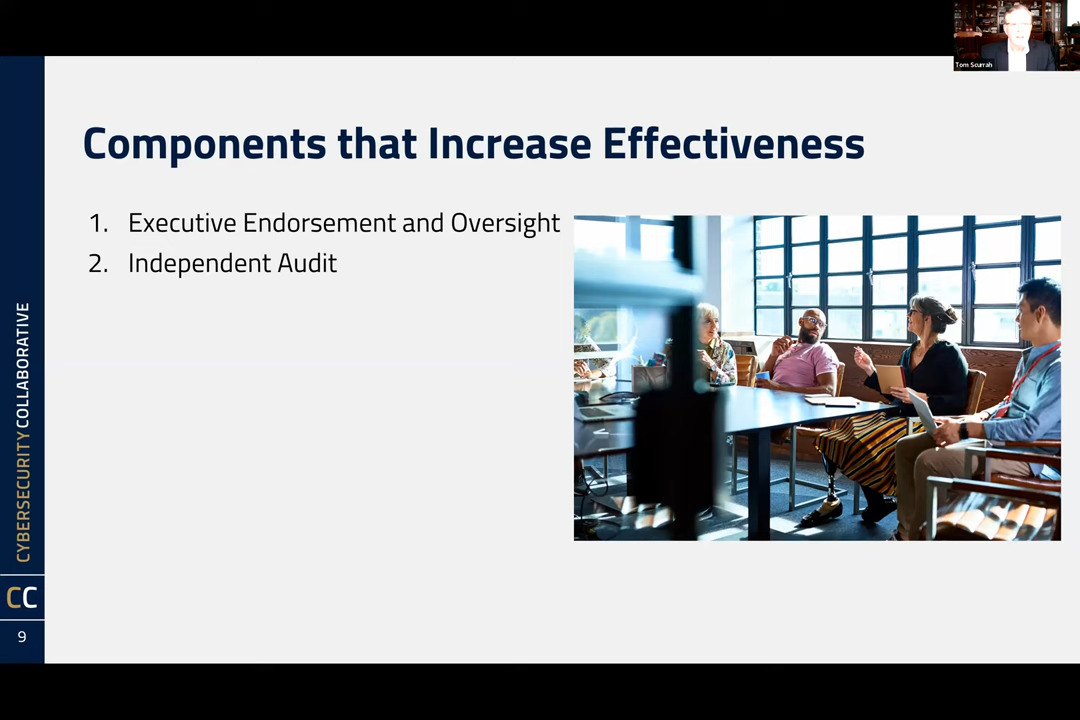 Tom Scurrah
Components that Increase Effectiveness
1. Executive Endorsement and Oversight
2. Independent Audit
CYBERSECURITY COLLABORATIVE
CC
9